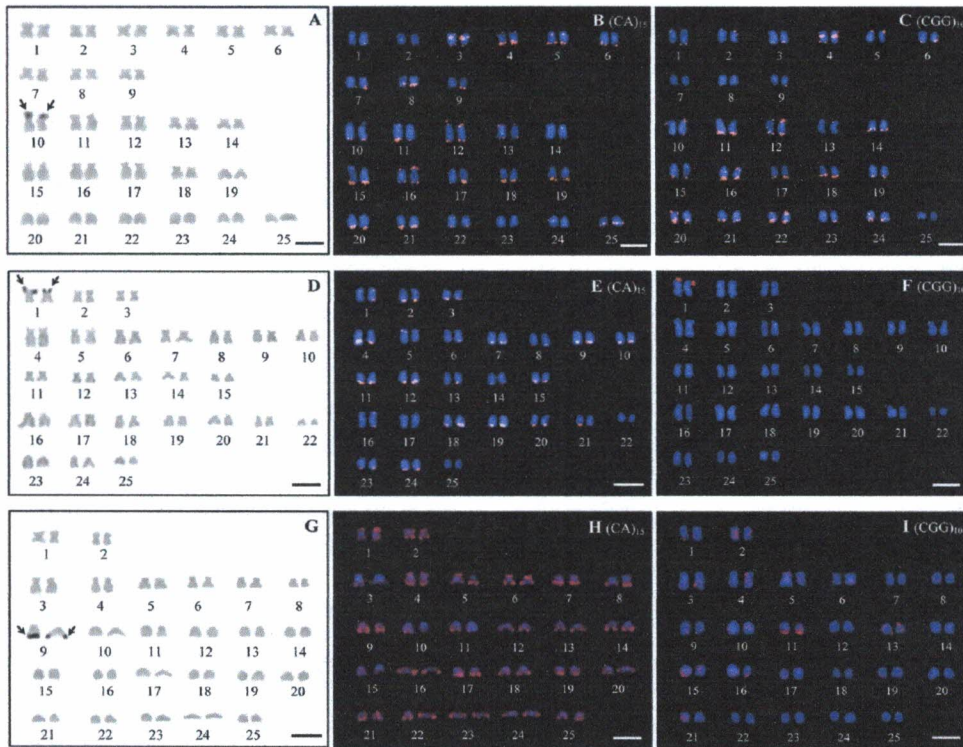 A
1 2 3 4 5 6
7 8 9
10 11 12 13 14
15 16 17 18 19
20 21 22 23 24 25
B (CA)15
1 2 3 4 5 6
7 8 9
10 11 12 13 14
15 16 17 18 19
20 21 22 23 24 25
C (CGG)10
1 2 3 4 5 6
7 8 9
10 11 12 13 14
15 16 17 18 19
20 21 22 23 24 25
D
1 2 3
4 5 6 7 8 9 10
11 12 13 14 15
16 17 18 19 20 21 22
23 24 25
E (CA)15
1 2 3
4 5 6 7 8 9 10
11 12 13 14 15
16 17 18 19 20 21 22
23 24 25
F (CGG)10
1 2 3
4 5 6 7 8 9 10
11 12 13 14 15
16 17 18 19 20 21 22
23 24 25
G
1 2
3 4 5 6 7 8
9 10 11 12 13 14
15 16 17 18 19 20
21 22 23 24 25
H (CA)15
1 2
3 4 5 6 7 8
9 10 11 12 13 14
15 16 17 18 19 20
21 22 23 24 25
I (CGG)10
1 2
3 4 5 6 7 8
9 10 11 12 13 14
15 16 17 18 19 20
21 22 23 24 25